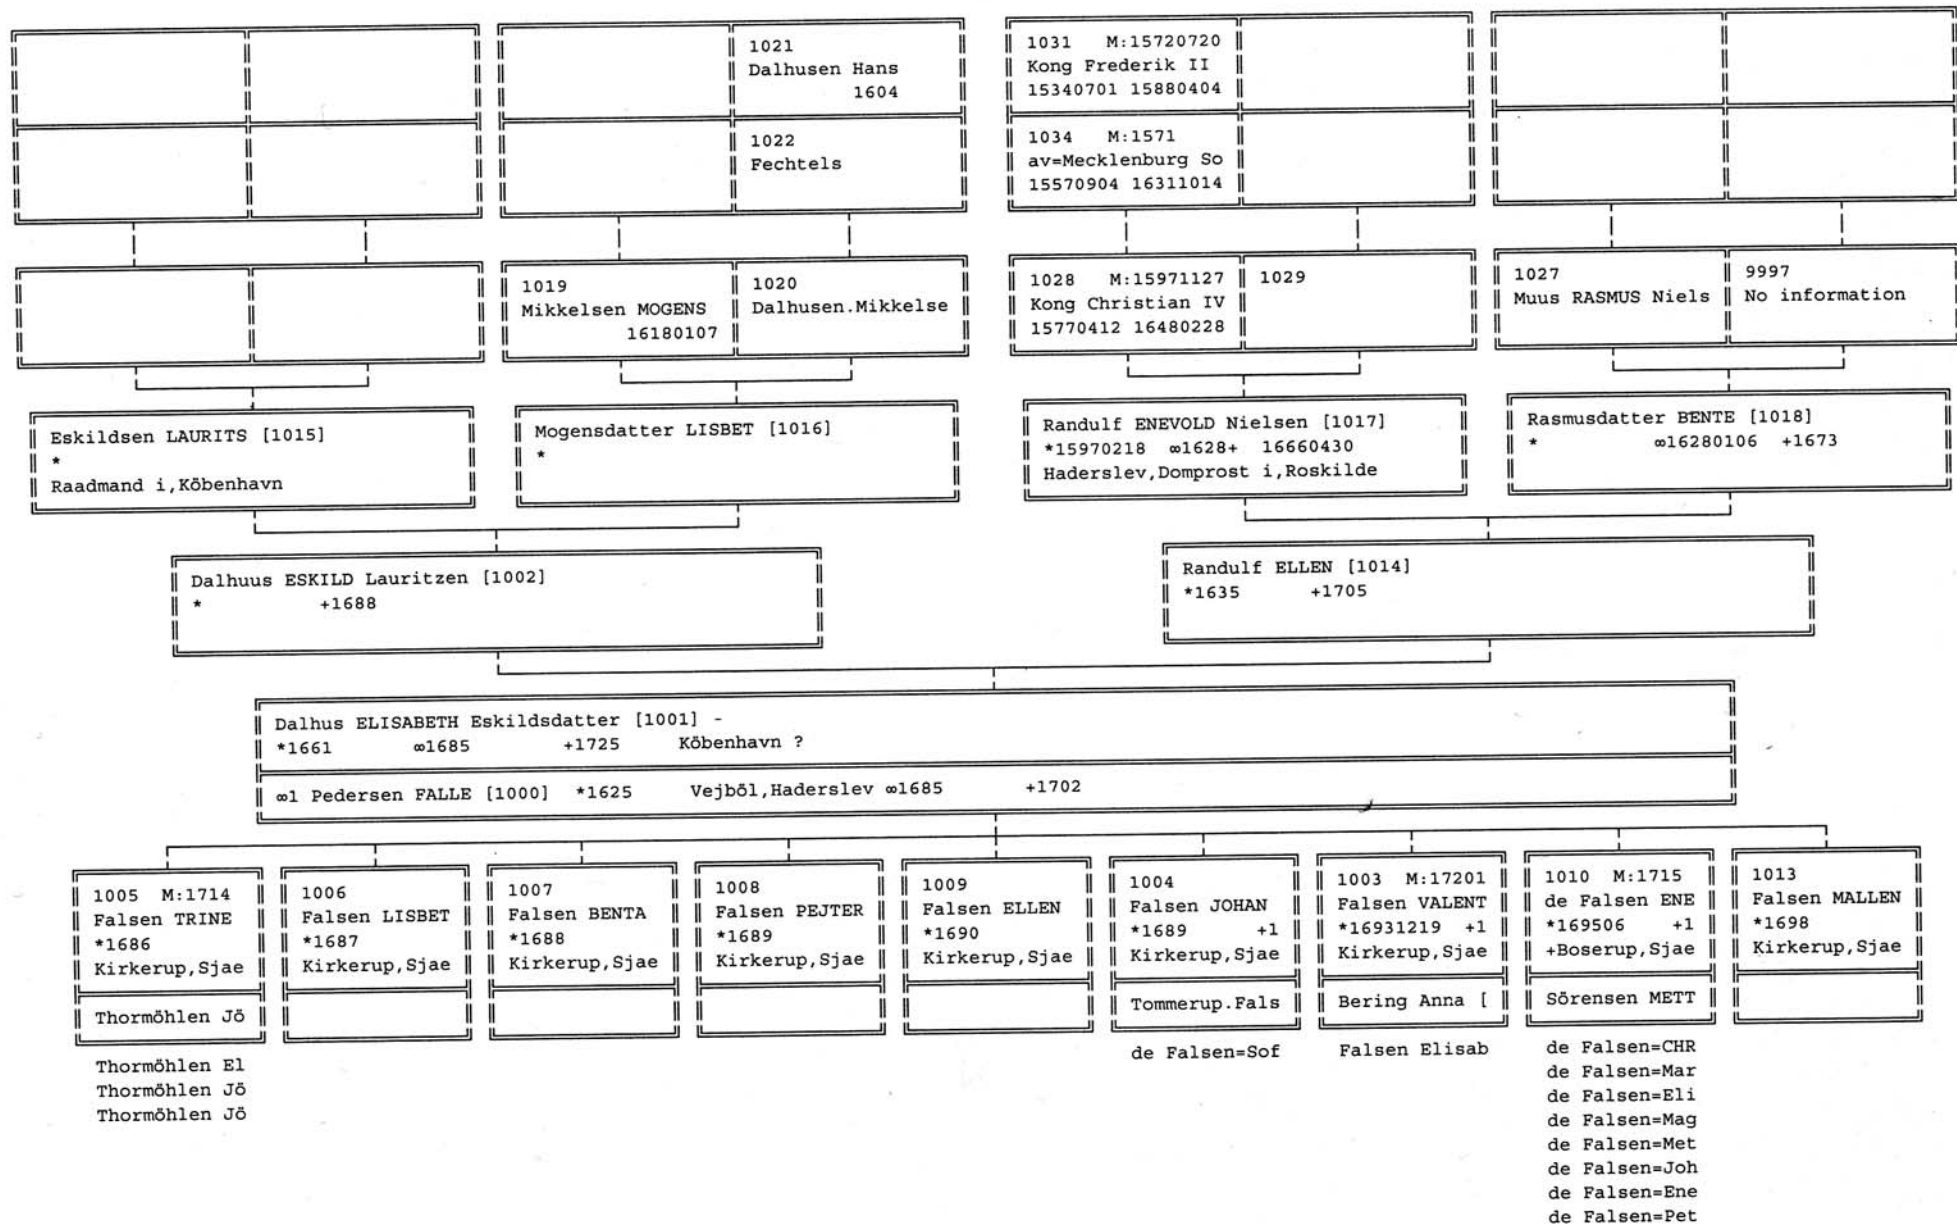 1021
Dalhusen Hans
1604
1022
Fechtels
1031 M:15720720
Kong Frederik II
15340701 15880404
1034 M:1571
av=Mecklenburg So
15570904 16311014
1019
Mikkelsen MOGENS
16180107
1020
Dalhusen.Mikkelse
1028 M:15971127
Kong Christian IV
15770412 16480228
1029
1027
Muus RASMUS Niels
9997
No information
Eskildsen LAURITS [1015]
*
Raadmand i,Köbenhavn
Mogensdatter LISBET [1016]
*
Randulf ENEVOLD Nielsen [1017]
*15970218 ∞1628+ 16660430
Haderslev,Domprost i,Roskilde
Rasmusdatter BENTE [1018]
* ∞16280106 +1673
Dalhuus ESKILD Lauritzen [1002]
* +1688
Randulf ELLEN [1014]
*1635 +1705
Dalhus ELISABETH Eskildsdatter [1001] -
*1661 ∞1685 +1725 Köbenhavn ?
∞1 Pedersen FALLE [1000] *1625 Vejböl,Haderslev ∞1685 +1702
1005 M:1714
Falsen TRINE
*1686
Kirkerup,Sjae
Thormöhlen Jö
Thormöhlen El
Thormöhlen Jö
Thormöhlen Jö
1006
Falsen LISBET
*1687
Kirkerup,Sjae
1007
Falsen BENTA
*1688
Kirkerup,Sjae
1008
Falsen PEJTER
*1689
Kirkerup,Sjae
1009
Falsen ELLEN
*1690
Kirkerup,Sjae
1004
Falsen JOHAN
*1689 +1
Kirkerup,Sjae
Tommerup.Fals
de Falsen=Sof
1003 M:17201
Falsen VALENT
*16931219 +1
Kirkerup,Sjae
Bering Anna [
Falsen Elisab
1010 M:1715
de Falsen ENE
*169506 +1
+Boserup,Sjae
Sörensen METT
de Falsen=CHR
de Falsen=Mar
de Falsen=Eli
de Falsen=Mag
de Falsen=Met
de Falsen=Joh
de Falsen=Ene
de Falsen=Pet
1013
Falsen MALLEN
*1698
Kirkerup,Sjae